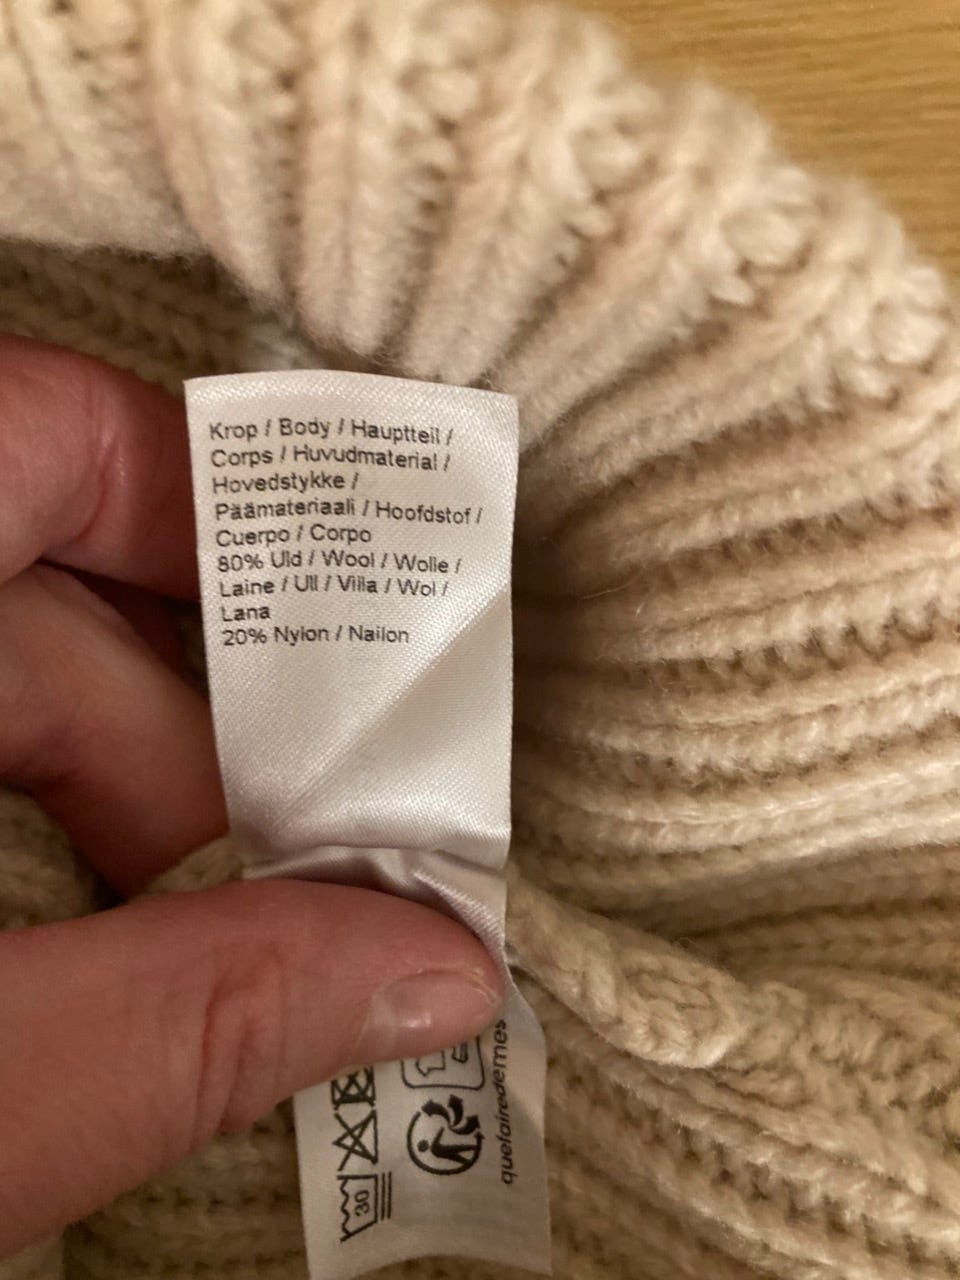 Krop / Body / Hauptteil /
Corps / Huvudmaterial /
Hovedstykke /
Päämateriaali / Hoofdstof /
Cuerpo / Corpo
80% Uld / Wool / Wolle /
Laine / Ull / Villa / Wol /
Lana
20% Nylon / Nailon
30
quefairedemes